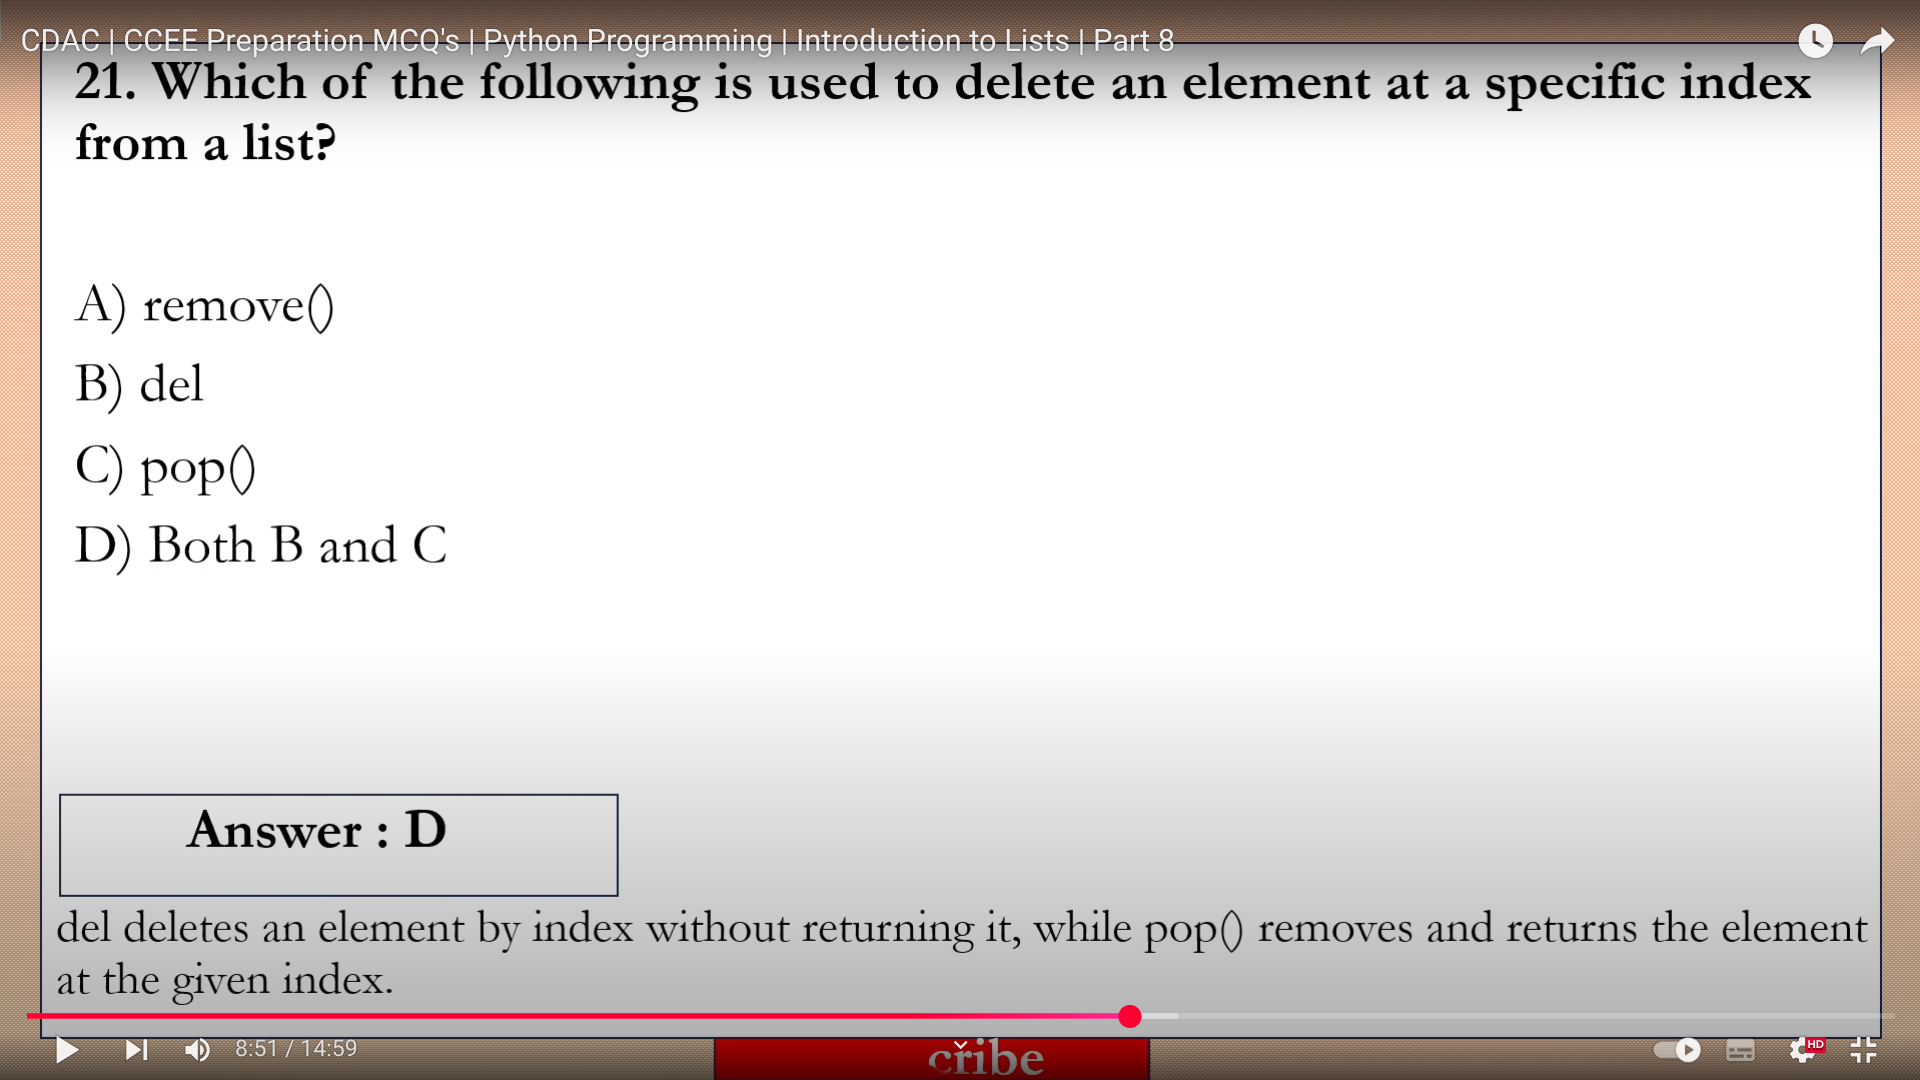 CDAC | CCEE Preparation MCQ's | Python Programming | Introduction to Lists | Part 8
21. Which of the following is used to delete an element at a specific index
from a list?
A) remove()
B) del
C) pop()
D) Both B and C
Answer : D
del deletes an element by index without returning it, while pop() removes and returns the element
at the given index.
8:51 / 14:59
cribe
HD